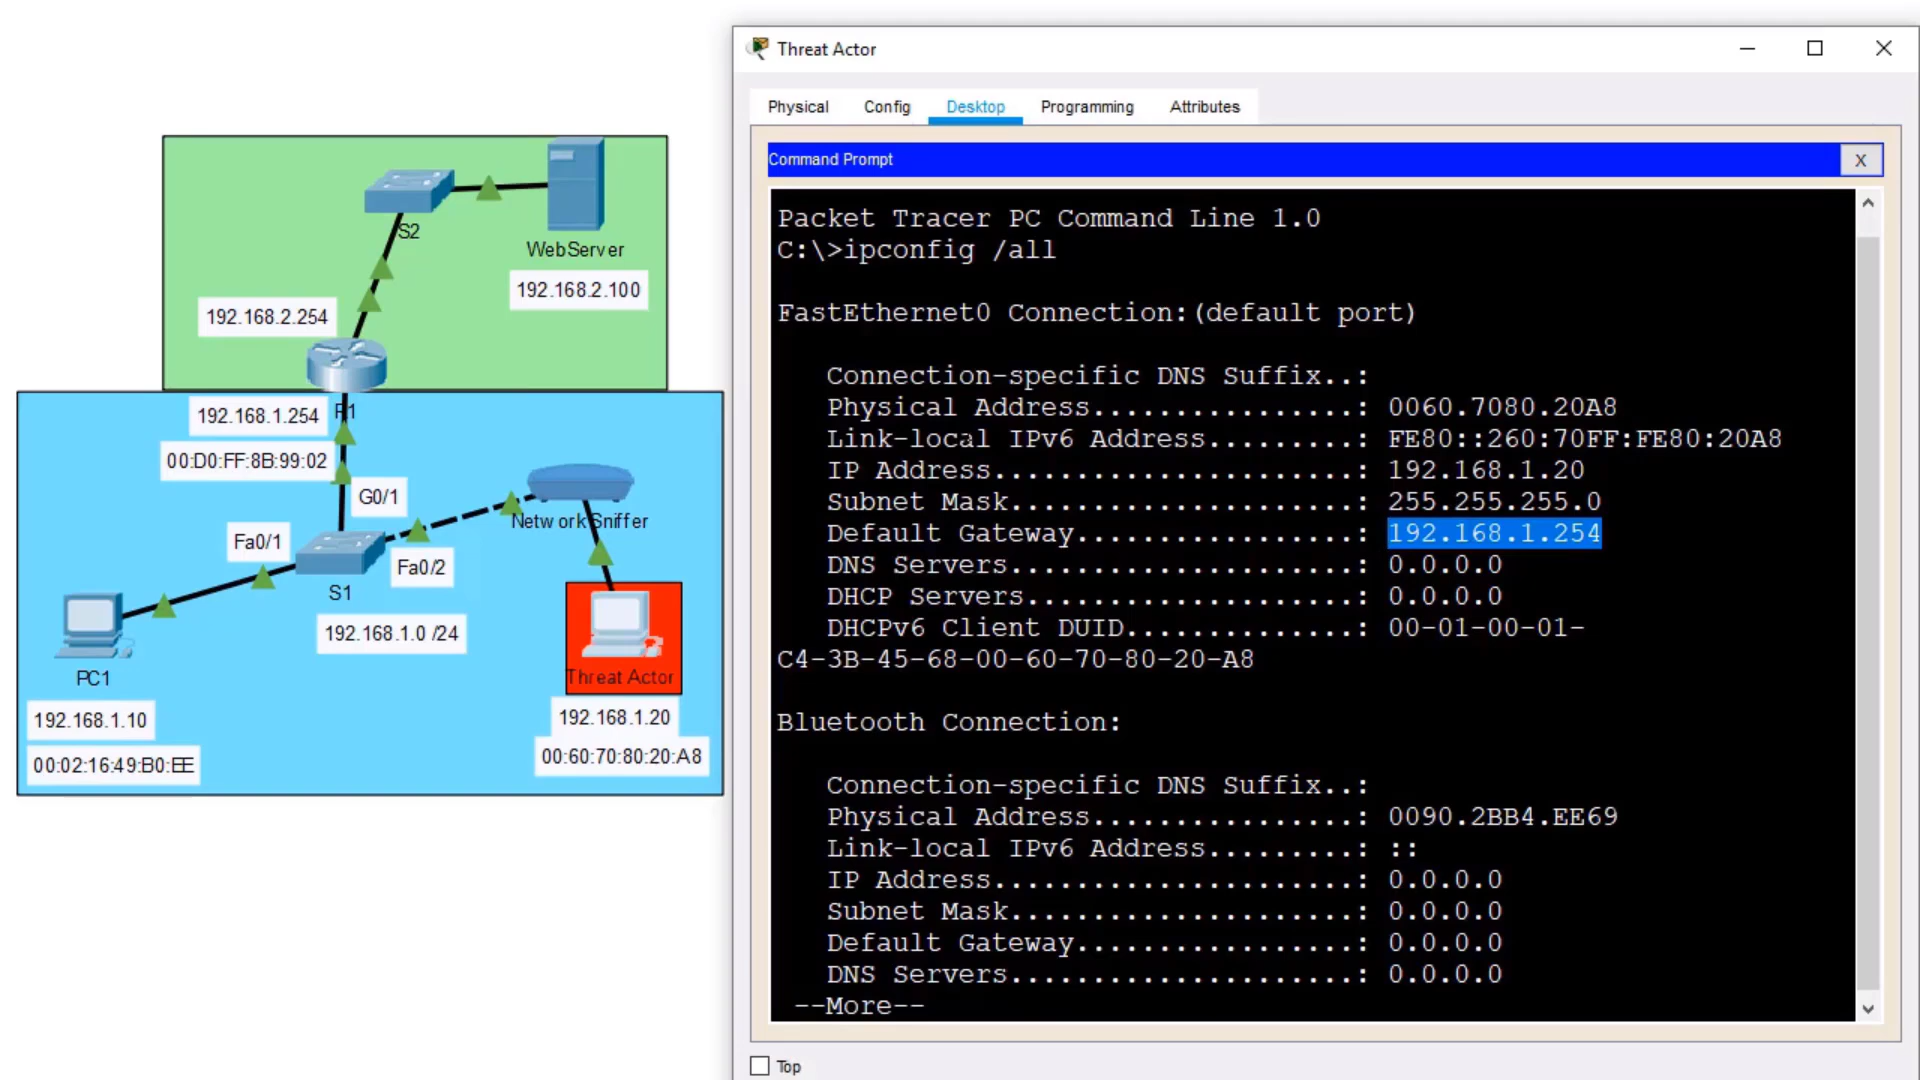 S2
WebServer
192.168.2.100
192.168.2.254
192.168.1.254
R1
00:D0:FF:8B:99:02
G0/1
Network Sniffer
Fa0/1
Fa0/2
S1
192.168.1.0 /24
PC1
Threat Actor
192.168.1.10
192.168.1.20
00:02:16:49:B0:EE
00:60:70:80:20:A8
Threat Actor
Physical Config Desktop Programming Attributes
Command Prompt
X
Packet Tracer PC Command Line 1.0
C:\>ipconfig /all
FastEthernet0 Connection:(default port)
Connection-specific DNS Suffix..:
Physical Address................: 0060.7080.20A8
Link-local IPv6 Address.........: FE80::260:70FF:FE80:20A8
IP Address......................: 192.168.1.20
Subnet Mask.....................: 255.255.255.0
Default Gateway.................: 192.168.1.254
DNS Servers.....................: 0.0.0.0
DHCP Servers....................: 0.0.0.0
DHCPv6 Client DUID..............: 00-01-00-01-
C4-3B-45-68-00-60-70-80-20-A8
Bluetooth Connection:
Connection-specific DNS Suffix..:
Physical Address................: 0090.2BB4.EE69
Link-local IPv6 Address.........: ::
IP Address......................: 0.0.0.0
Subnet Mask.....................: 0.0.0.0
Default Gateway.................: 0.0.0.0
DNS Servers.....................: 0.0.0.0
--More--
Top